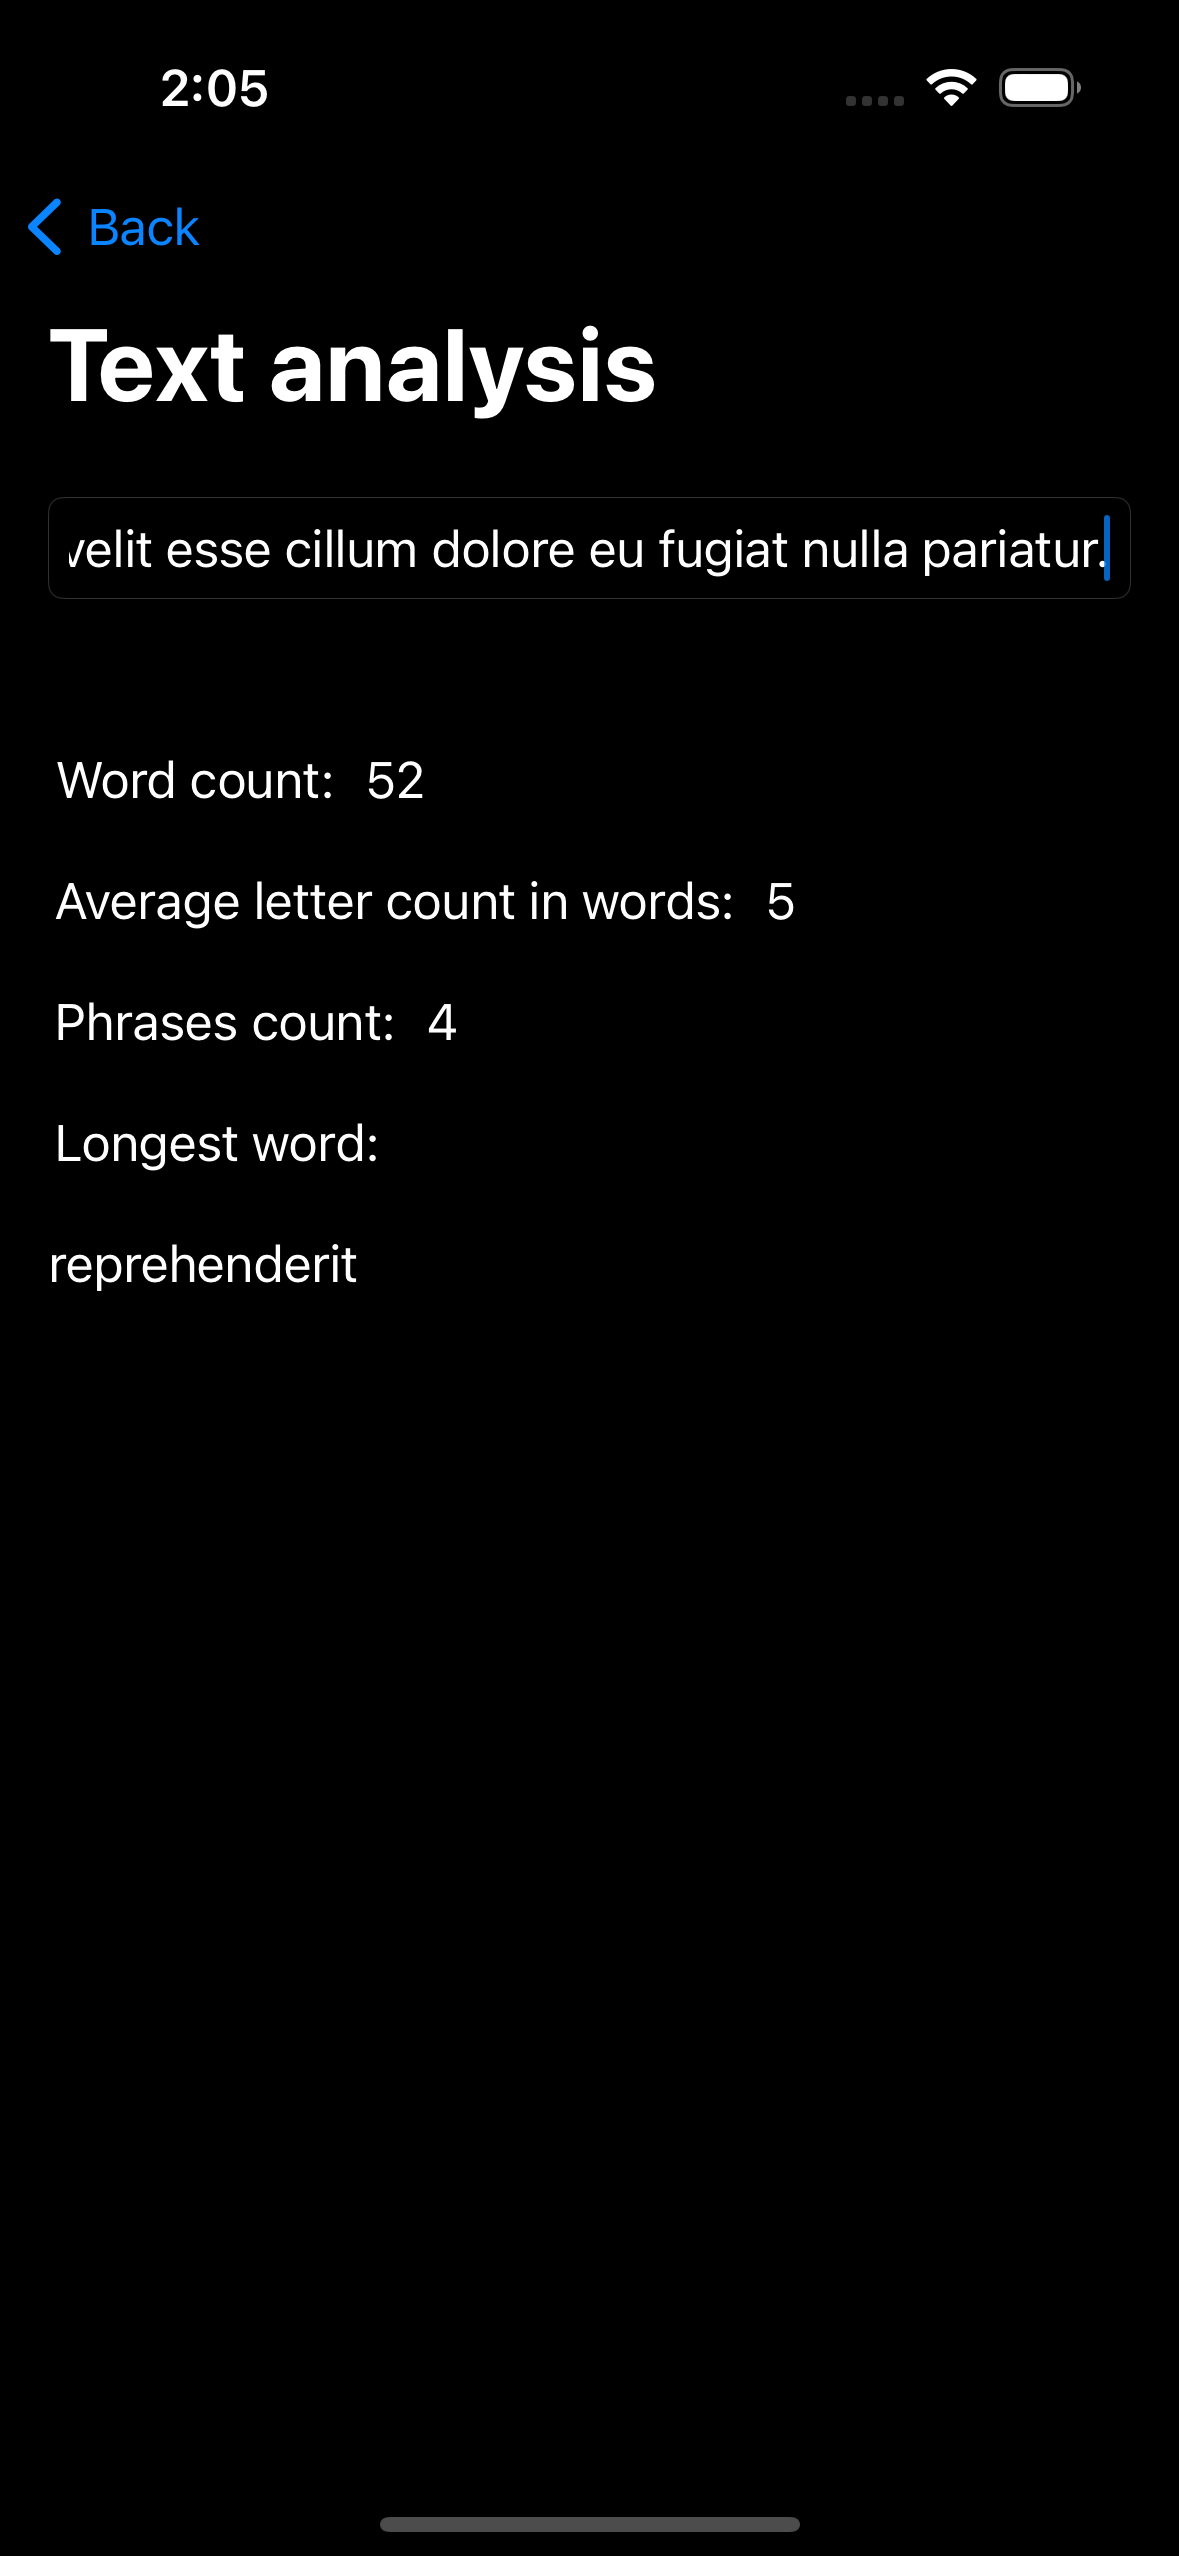 2:05
Back
Text analysis
velit esse cillum dolore eu fugiat nulla pariatur.
Word count: 52
Average letter count in words: 5
Phrases count: 4
Longest word:
reprehenderit